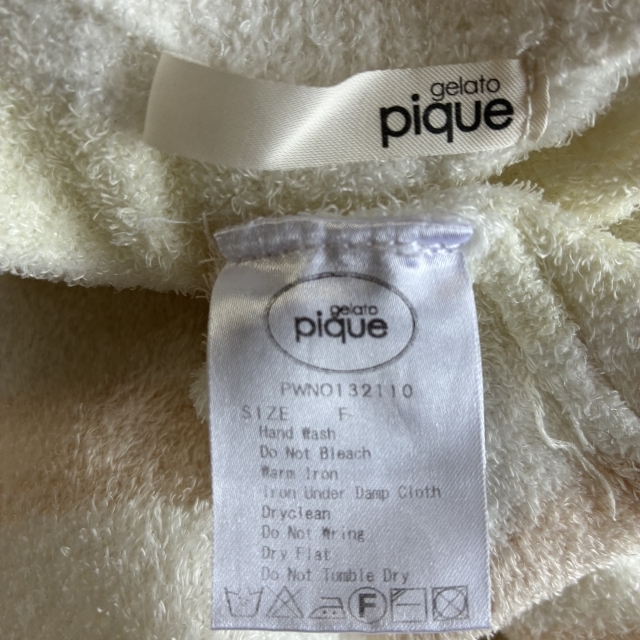 gelato
pique
gelato
pique
PWNO132110
SIZE F
Hand Wash
Do Not Bleach
Warm Iron
Iron Under Damp Cloth
Dryclean
Do Not Wring
Dry Flat
Do Not Tumble Dry
F